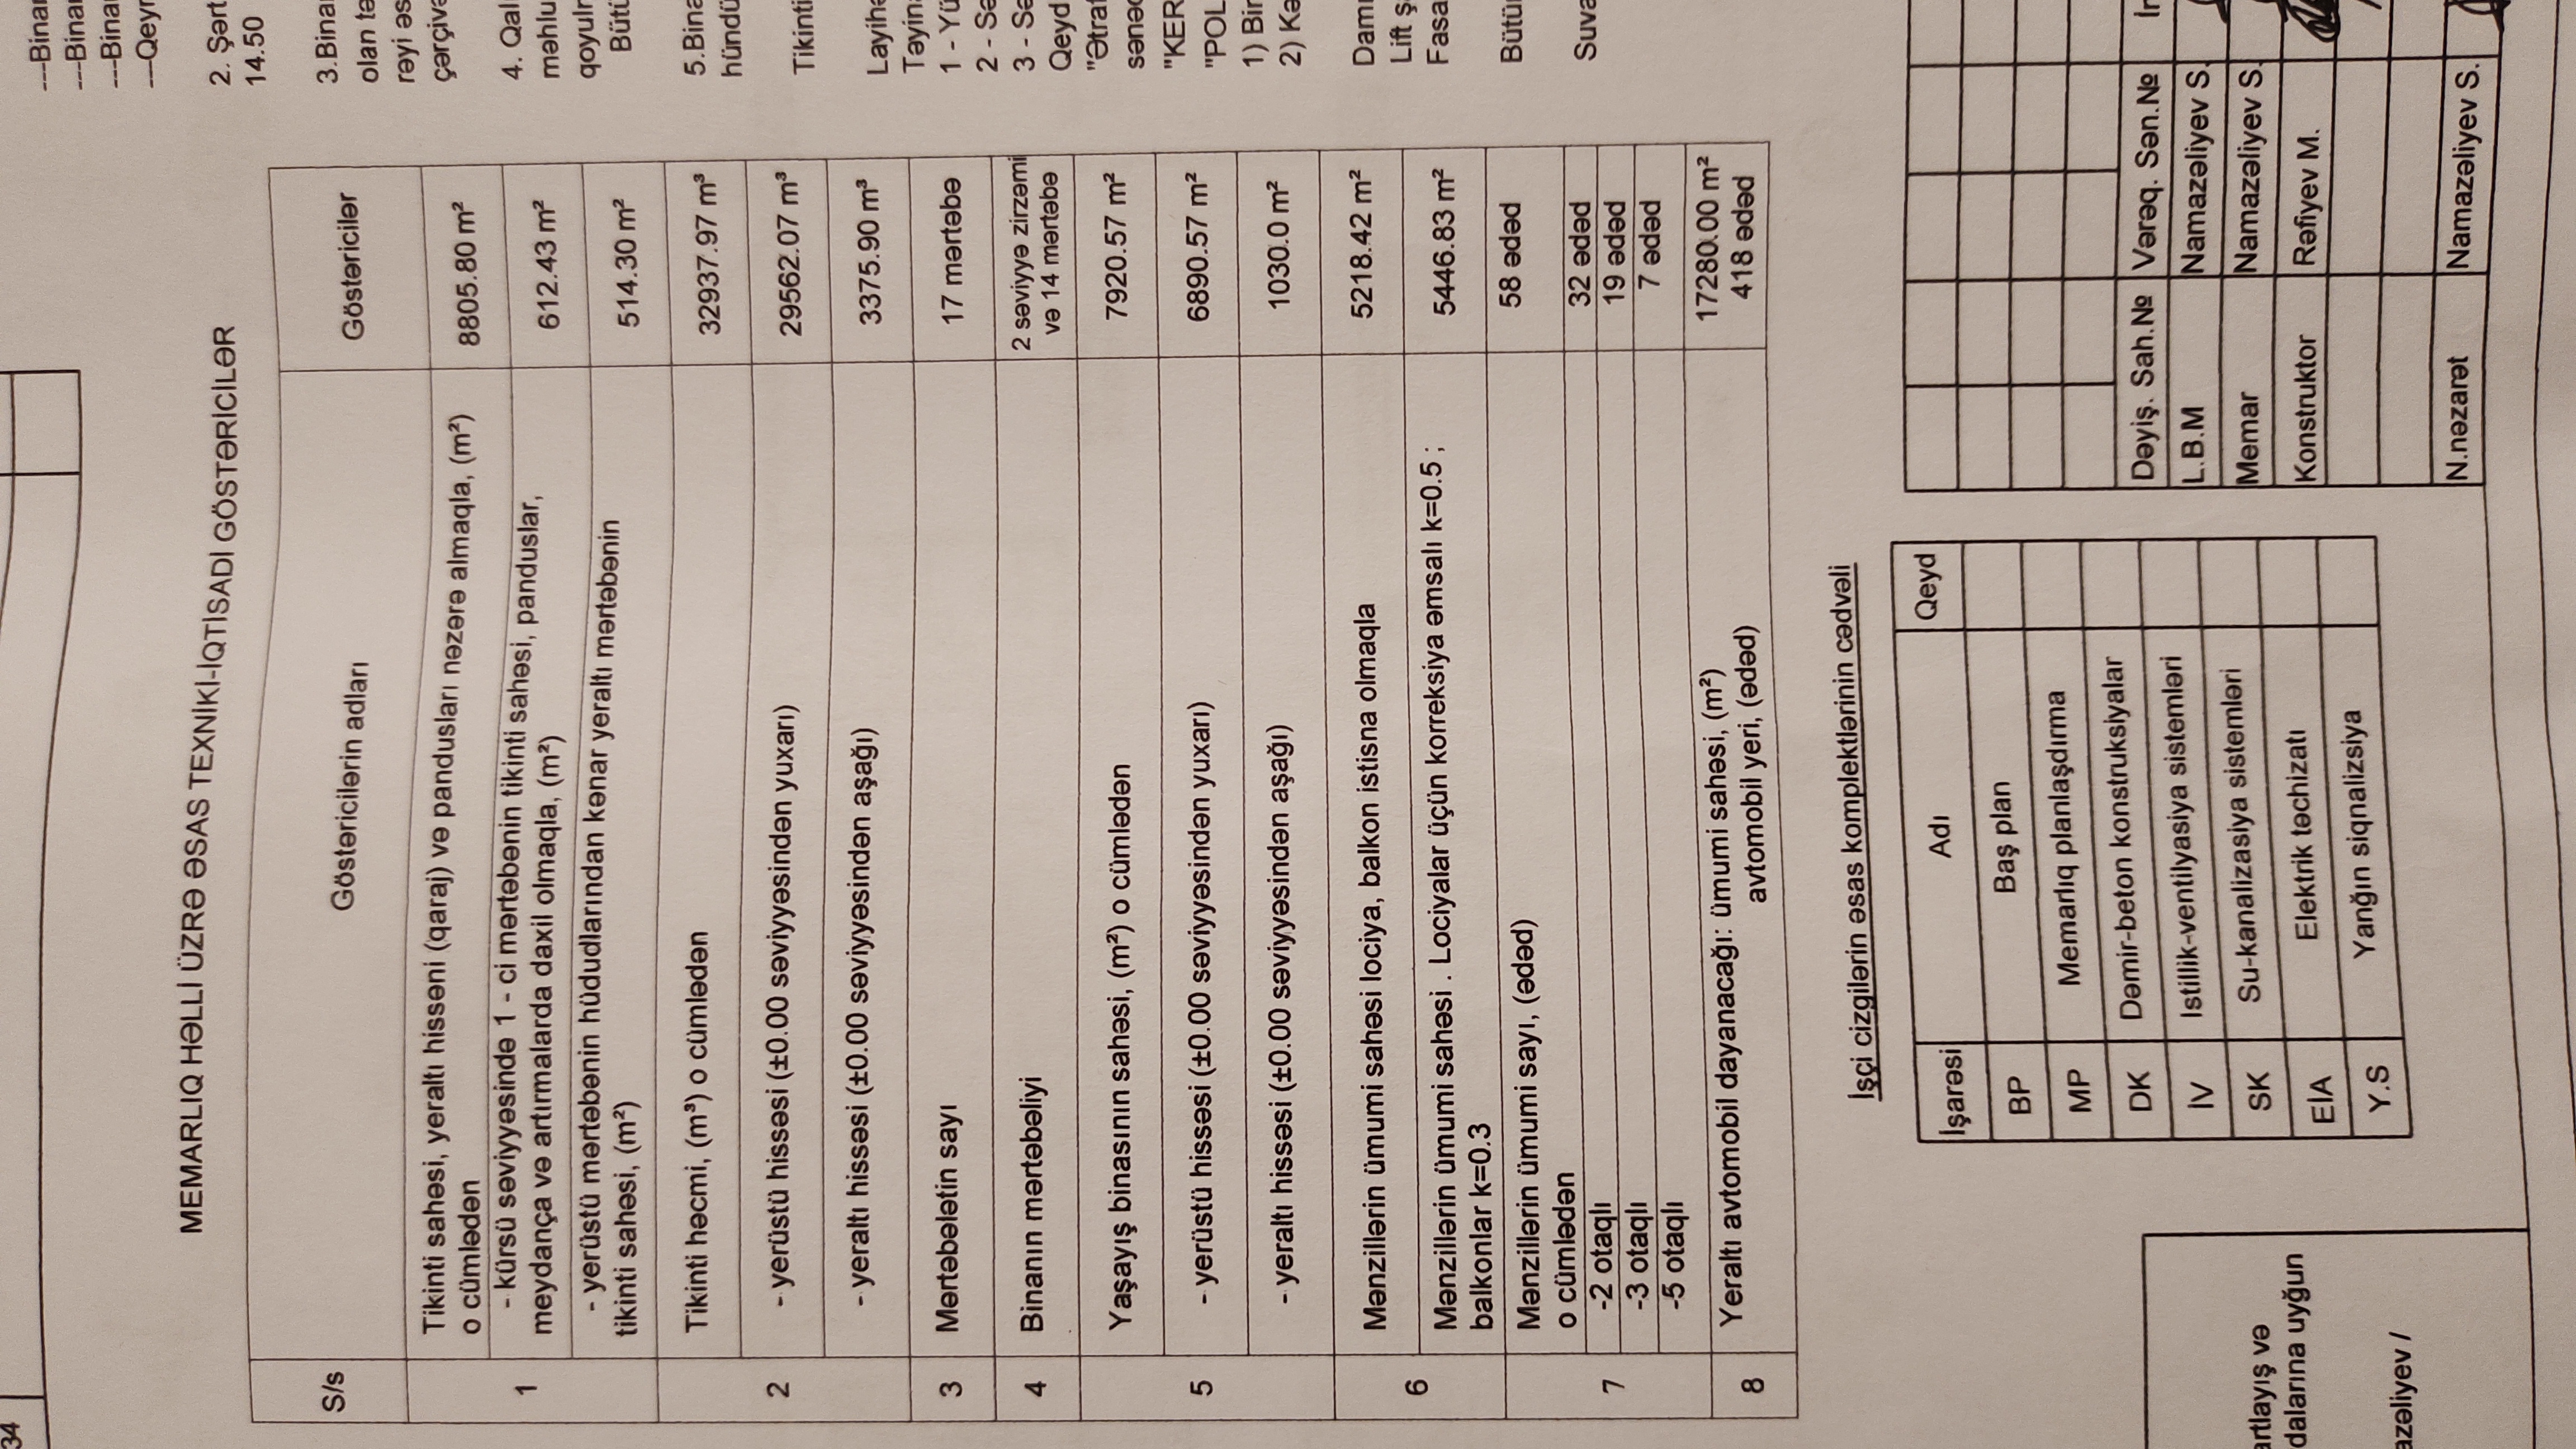 34
MEMARLIQ HƏLLİ ÜZRƏ ƏSAS TEXNİKİ-İQTİSADİ GÖSTƏRİCİLƏR
S/s
Göstəricilərin adları
Göstəricilər
1
Tikinti sahəsi, yeraltı hissəni (qaraj) və pandusları nəzərə almaqla, (m²)
o cümlədən
8805.80 m²
- kürsü səviyyəsində 1 - ci mərtəbənin tikinti sahəsi, panduslar,
meydança və artırmalarda daxil olmaqla, (m²)
612.43 m²
- yerüstü mərtəbənin hüdudlarından kənar yeraltı mərtəbənin
tikinti sahəsi, (m²)
514.30 m²
2
Tikinti həcmi, (m³) o cümlədən
32937.97 m³
- yerüstü hissəsi (±0.00 səviyyəsindən yuxarı)
29562.07 m³
- yeraltı hissəsi (±0.00 səviyyəsindən aşağı)
3375.90 m³
3
Mərtəbələtin sayı
17 mərtəbə
4
Binanın mərtəbəliyi
2 səviyyə zirzəmi
və 14 mərtəbə
5
Yaşayış binasının sahəsi, (m²) o cümlədən
7920.57 m²
- yerüstü hissəsi (±0.00 səviyyəsindən yuxarı)
6890.57 m²
- yeraltı hissəsi (±0.00 səviyyəsindən aşağı)
1030.0 m²
6
Mənzillərin ümumi sahəsi lociya, balkon istisna olmaqla
5218.42 m²
Mənzillərin ümumi sahəsi . Lociyalar üçün korreksiya əmsalı k=0.5 ;
balkonlar k=0.3
5446.83 m²
7
Mənzillərin ümumi sayı, (ədəd)
o cümlədən
58 ədəd
-2 otaqlı
32 ədəd
-3 otaqlı
19 ədəd
-5 otaqlı
7 ədəd
8
Yeraltı avtomobil dayanacağı: ümumi sahəsi, (m²)
17280.00 m²
avtomobil yeri, (ədəd)
418 ədəd
İşçi cizgilərin əsas komplektlərinin cədvəli
İşarəsi
Adı
Qeyd
BP
Baş plan
MP
Memarlıq planlaşdırma
DK
Dəmir-beton konstruksiyalar
İV
Istillik-ventilyasiya sistemləri
SK
Su-kanalizasiya sistemləri
EİA
Elektrik təchizatı
Y.S
Yanğın siqnalizsiya
Dəyiş. Sah.№
Vərəq. Sən.№
L.B.M
Namazəliyev S.
Memar
Namazəliyev S.
Konstruktor
Rəfiyev M.
N.nəzarət
Namazəliyev S.
artlayış və
dalarına uyğun
azəliyev /
---Binar
---Bina
---Bina
---Qeyr
2. Şərt
14.50
3.Bina
olan tə
rəyi əs
çərçivə
4. Qal
məhlu
qoyulr
Bütü
5.Bina
hündü
Tikinti
Layihə
Təyin
1 - Yü
2 - Sə
3 - Sə
Qeyd
"Ətraf
sənəd
"KER
"POL
1) Bir
2) Kə
Damı
Lift ş
Fasa
Bütü
Suva